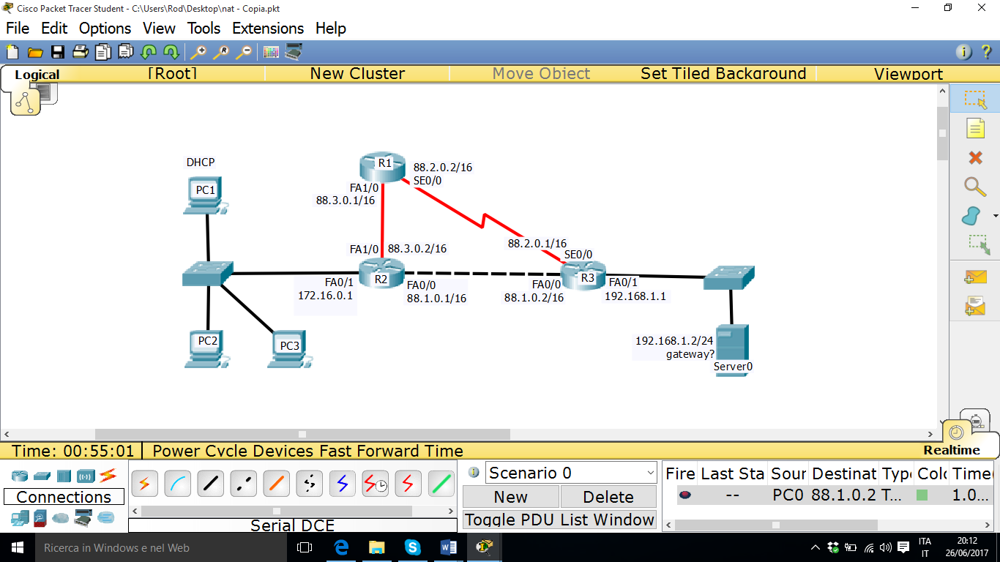 Cisco Packet Tracer Student - C:\Users\Rod\Desktop\nat - Copia.pkt
File Edit Options View Tools Extensions Help
Logical [Root] New Cluster Move Object Set Tiled Background Viewport
DHCP
PC1
R1
88.2.0.2/16
SE0/0
FA1/0
88.3.0.1/16
FA1/0
88.3.0.2/16
88.2.0.1/16
SE0/0
R2
R3
FA0/1
172.16.0.1
FA0/0
88.1.0.1/16
FA0/0
88.1.0.2/16
FA0/1
192.168.1.1
PC2
PC3
192.168.1.2/24
gateway?
Server0
Time: 00:55:01 Power Cycle Devices Fast Forward Time
Realtime
Connections
Serial DCE
Scenario 0
New Delete
Toggle PDU List Window
Fire Last Sta Sour Destinat Typ Colo Time(
-- PC0 88.1.0.2 T... 1.0...
Ricerca in Windows e nel Web
ITA
IT
20:12
26/06/2017